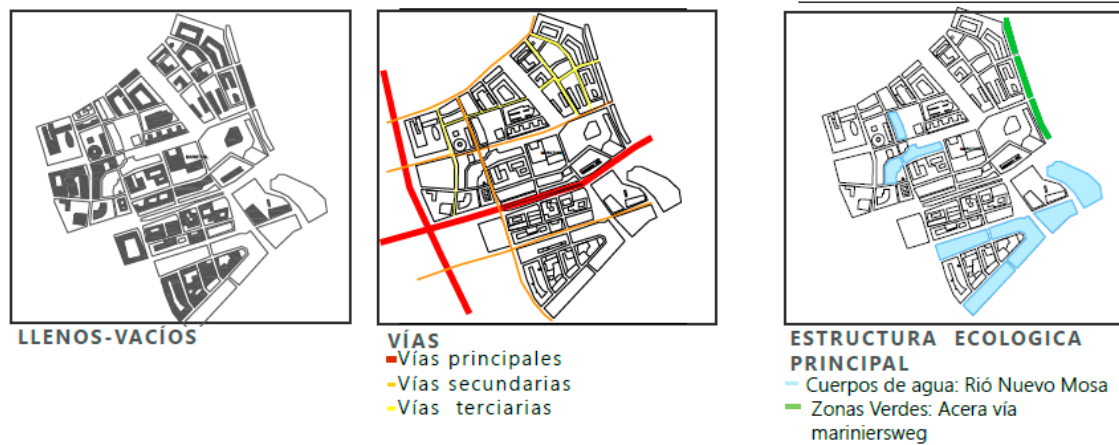 LLENOS-VACÍOS
VÍAS
Vías principales
Vías secundarias
Vías terciarias
ESTRUCTURA ECOLOGICA
PRINCIPAL
Cuerpos de agua: Rió Nuevo Mosa
Zonas Verdes: Acera vía
mariniersweg